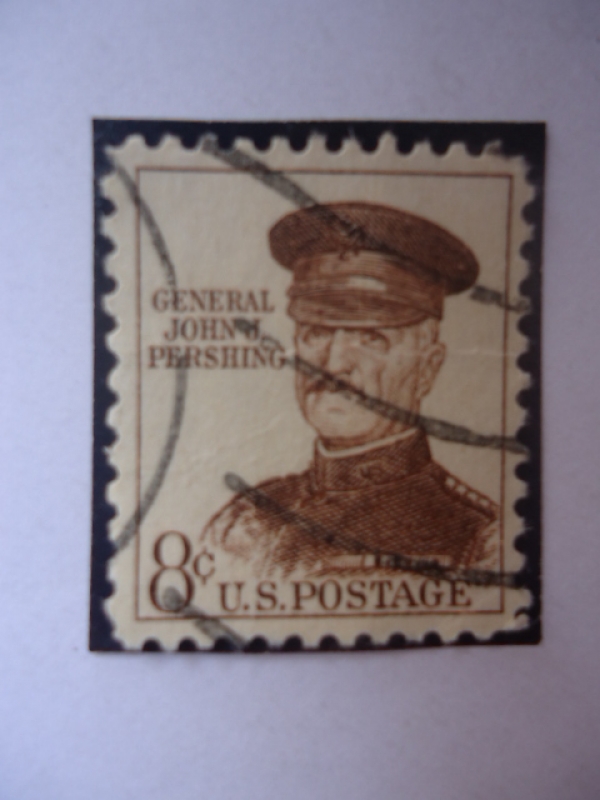 GENERAL
JOHN J.
PERSHING
8¢ U.S. POSTAGE